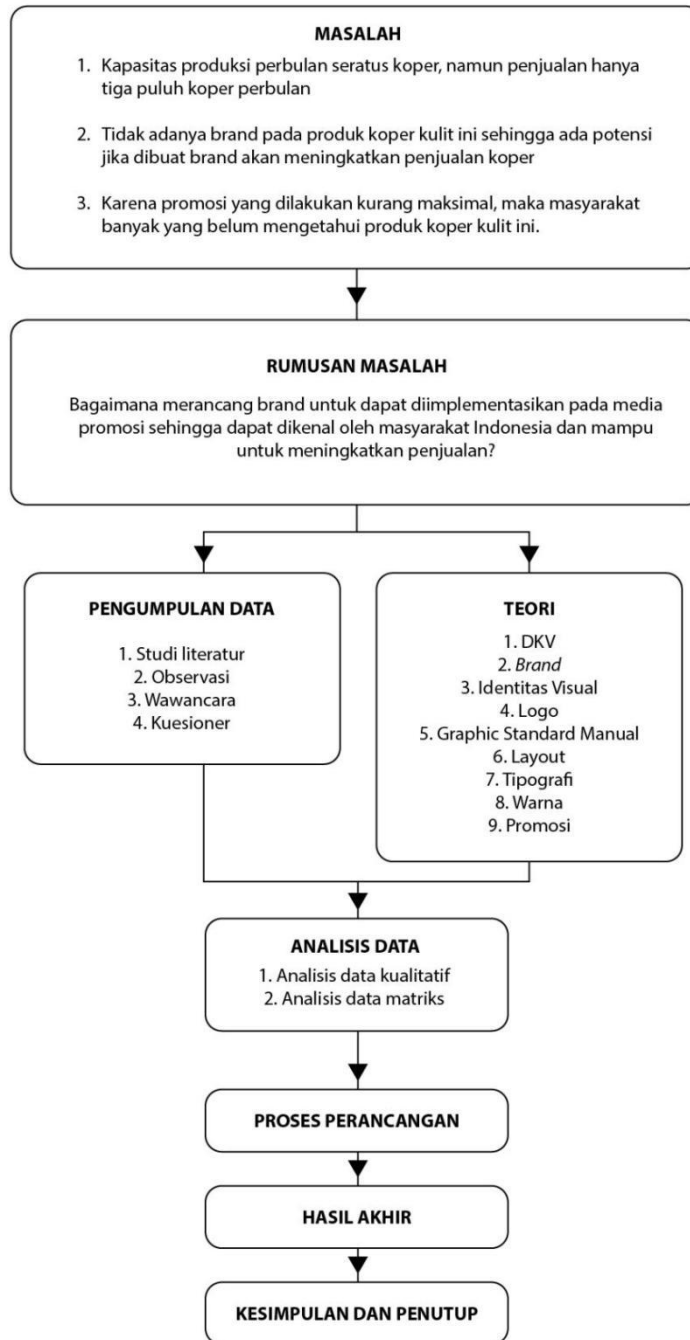 MASALAH
1. Kapasitas produksi perbulan seratus koper, namun penjualan hanya
tiga puluh koper perbulan
2. Tidak adanya brand pada produk koper kulit ini sehingga ada potensi
jika dibuat brand akan meningkatkan penjualan koper
3. Karena promosi yang dilakukan kurang maksimal, maka masyarakat
banyak yang belum mengetahui produk koper kulit ini.
RUMUSAN MASALAH
Bagaimana merancang brand untuk dapat diimplementasikan pada media
promosi sehingga dapat dikenal oleh masyarakat Indonesia dan mampu
untuk meningkatkan penjualan?
PENGUMPULAN DATA
1. Studi literatur
2. Observasi
3. Wawancara
4. Kuesioner
TEORI
1. DKV
2. Brand
3. Identitas Visual
4. Logo
5. Graphic Standard Manual
6. Layout
7. Tipografi
8. Warna
9. Promosi
ANALISIS DATA
1. Analisis data kualitatif
2. Analisis data matriks
PROSES PERANCANGAN
HASIL AKHIR
KESIMPULAN DAN PENUTUP